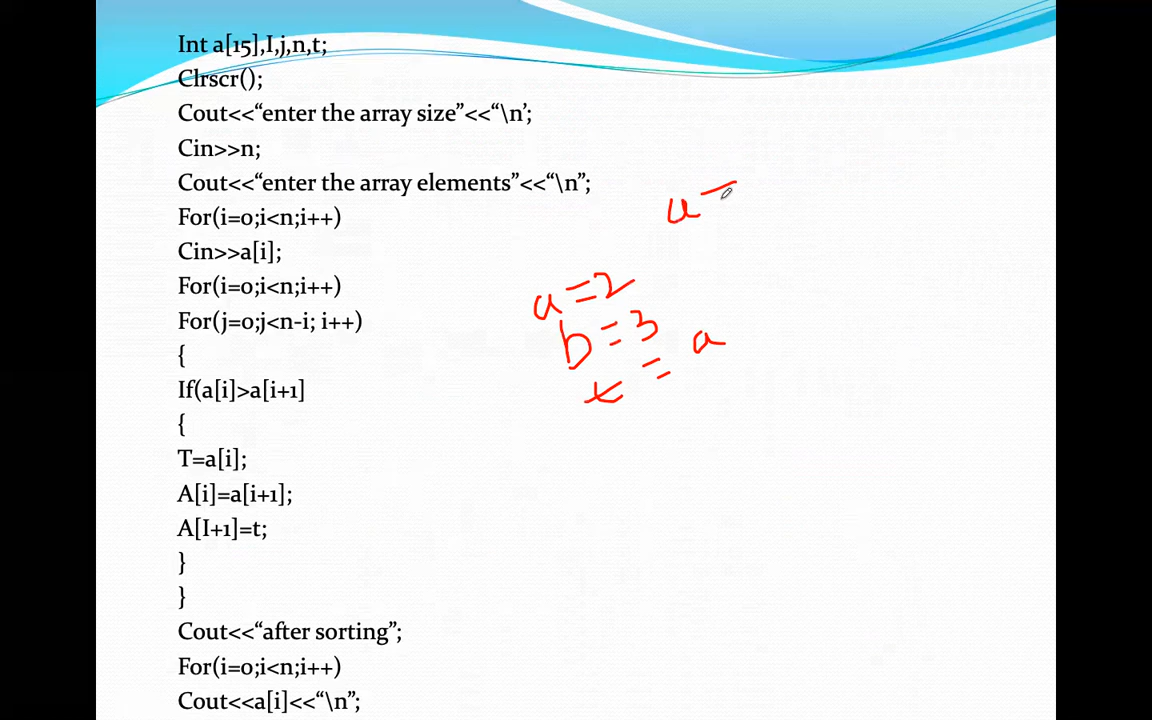 Int a[15],I,j,n,t;
Clrscr();
Cout<<“enter the array size”<<“\n’;
Cin>>n;
Cout<<“enter the array elements”<<“\n”;
For(i=0;i<n;i++)
Cin>>a[i];
For(i=0;i<n;i++)
For(j=0;j<n-i; i++)
{
If(a[i]>a[i+1]
{
T=a[i];
A[i]=a[i+1];
A[I+1]=t;
}
}
Cout<<“after sorting”;
For(i=0;i<n;i++)
Cout<<a[i]<<“\n”;
a=2
b=3
t = a